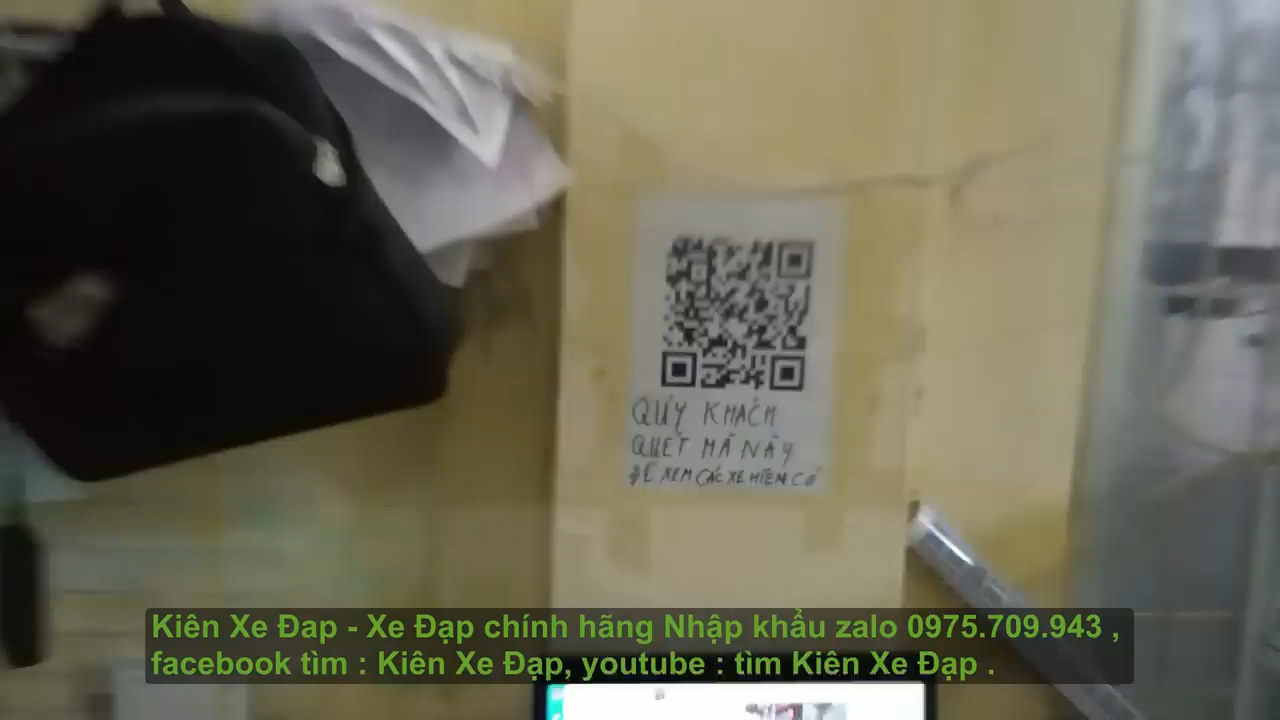 QUÝ KHÁCH
QUÉT MÃ NÀY
ĐỂ XEM CÁC XE HIỆN CÓ
Kiên Xe Đap - Xe Đạp chính hãng Nhập khẩu zalo 0975.709.943 ,
facebook tìm : Kiên Xe Đạp, youtube : tìm Kiên Xe Đạp .